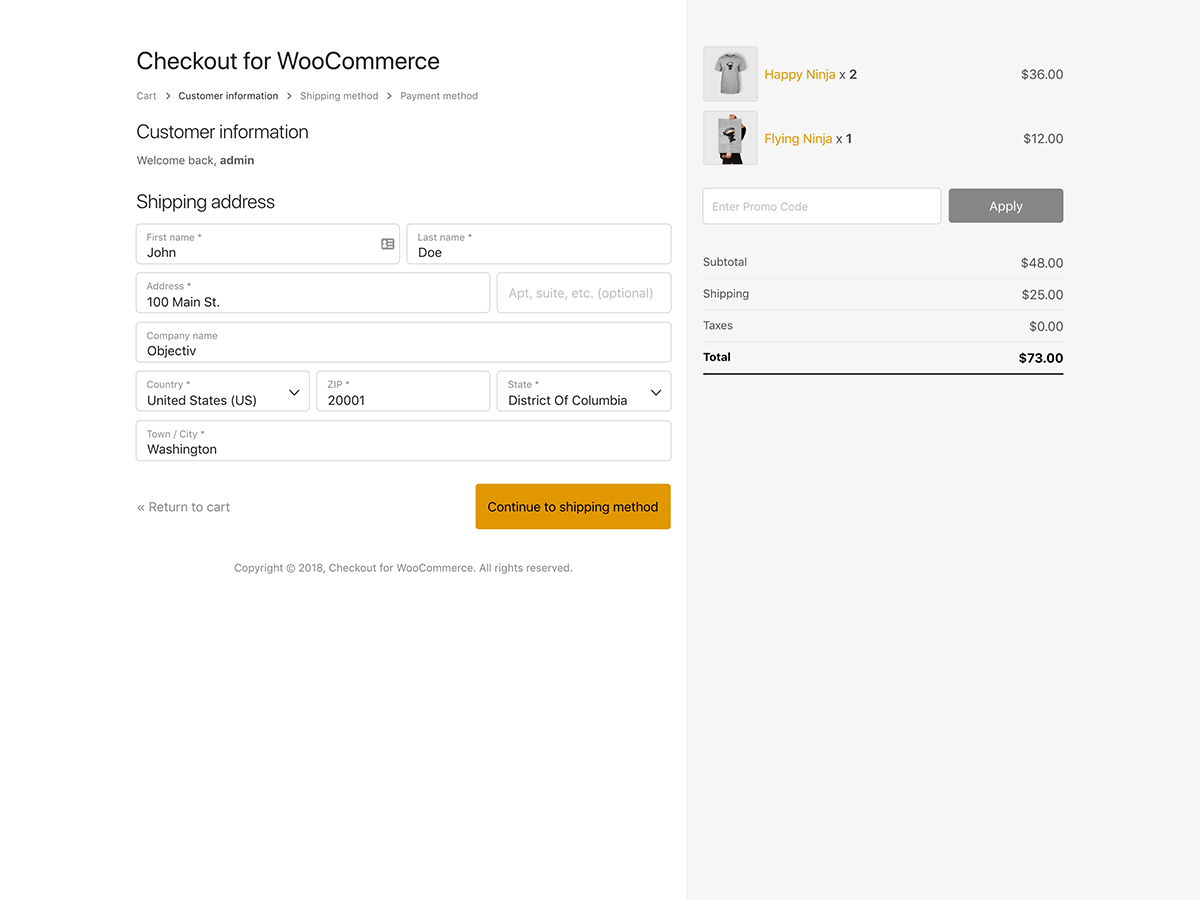 Checkout for WooCommerce
Cart > Customer information > Shipping method > Payment method
Customer information
Welcome back, admin
Shipping address
First name *
John
Last name *
Doe
Address *
100 Main St.
Apt, suite, etc. (optional)
Company name
Objectiv
Country *
United States (US)
ZIP *
20001
State *
District Of Columbia
Town / City *
Washington
« Return to cart
Continue to shipping method
Copyright © 2018, Checkout for WooCommerce. All rights reserved.
Happy Ninja x 2 $36.00
Flying Ninja x 1 $12.00
Enter Promo Code
Apply
Subtotal $48.00
Shipping $25.00
Taxes $0.00
Total $73.00